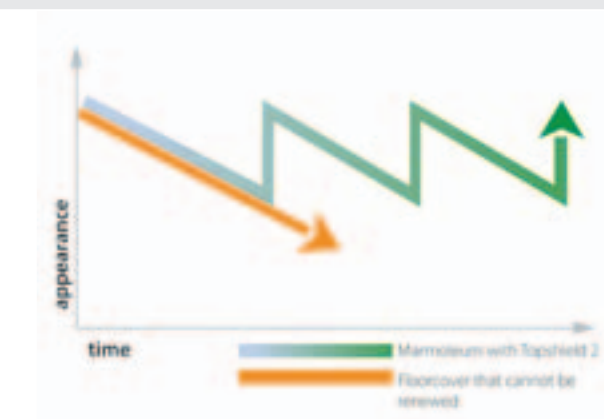 appearance
time
Marmoleum with Topshield 2
Floorcover that cannot be
renewed